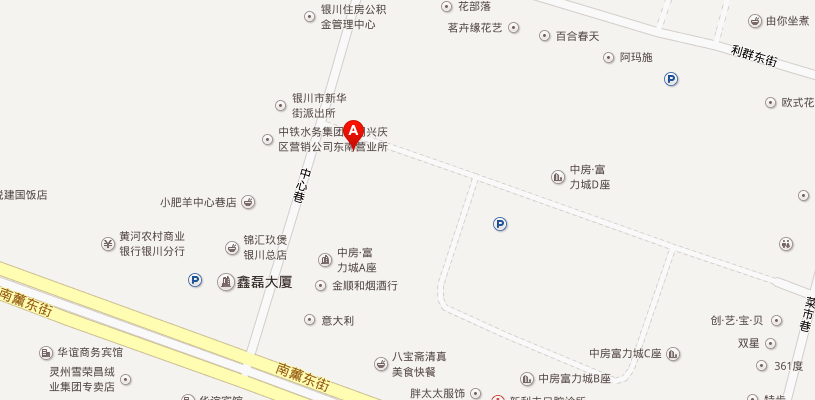 银川住房公积
金管理中心
花部落
茗卉缘花艺
百合春天
由你坐煮
利群东街
阿玛施
P
欧式花
银川市新华
街派出所
A
中铁水务集团
兴庆
区营销公司东南营业所
中心巷
中房·富
力城D座
建国饭店
小肥羊中心巷店
P
黄河农村商业
银行银川分行
锦汇玖煲
银川总店
中房·富
力城A座
P
鑫磊大厦
金顺和烟酒行
南薰东街
意大利
菜市巷
创·艺·宝·贝
双星
华谊商务宾馆
灵州雪荣昌绒
业集团专卖店
南薰东街
八宝斋清真
美食快餐
中房富力城C座
361度
中房富力城B座
胖太太服饰